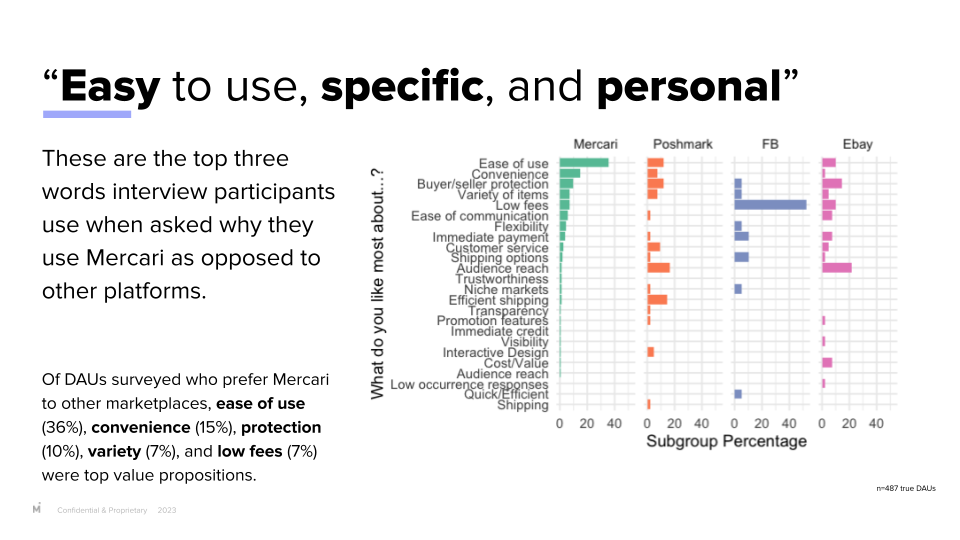 “Easy to use, specific, and personal”
These are the top three
words interview participants
use when asked why they
use Mercari as opposed to
other platforms.
Of DAUs surveyed who prefer Mercari
to other marketplaces, ease of use
(36%), convenience (15%), protection
(10%), variety (7%), and low fees (7%)
were top value propositions.
Mercari Poshmark FB Ebay
What do you like most about...?
Ease of use
Convenience
Buyer/seller protection
Variety of items
Low fees
Ease of communication
Flexibility
Immediate payment
Customer service
Shipping options
Audience reach
Trustworthiness
Niche markets
Efficient shipping
Transparency
Promotion features
Immediate credit
Visibility
Interactive Design
Cost/Value
Audience reach
Low occurrence responses
Quick/Efficient
Shipping
0 20 40 0 20 40 0 20 40 0 20 40
Subgroup Percentage
n=487 true DAUs
M Confidential & Proprietary 2023